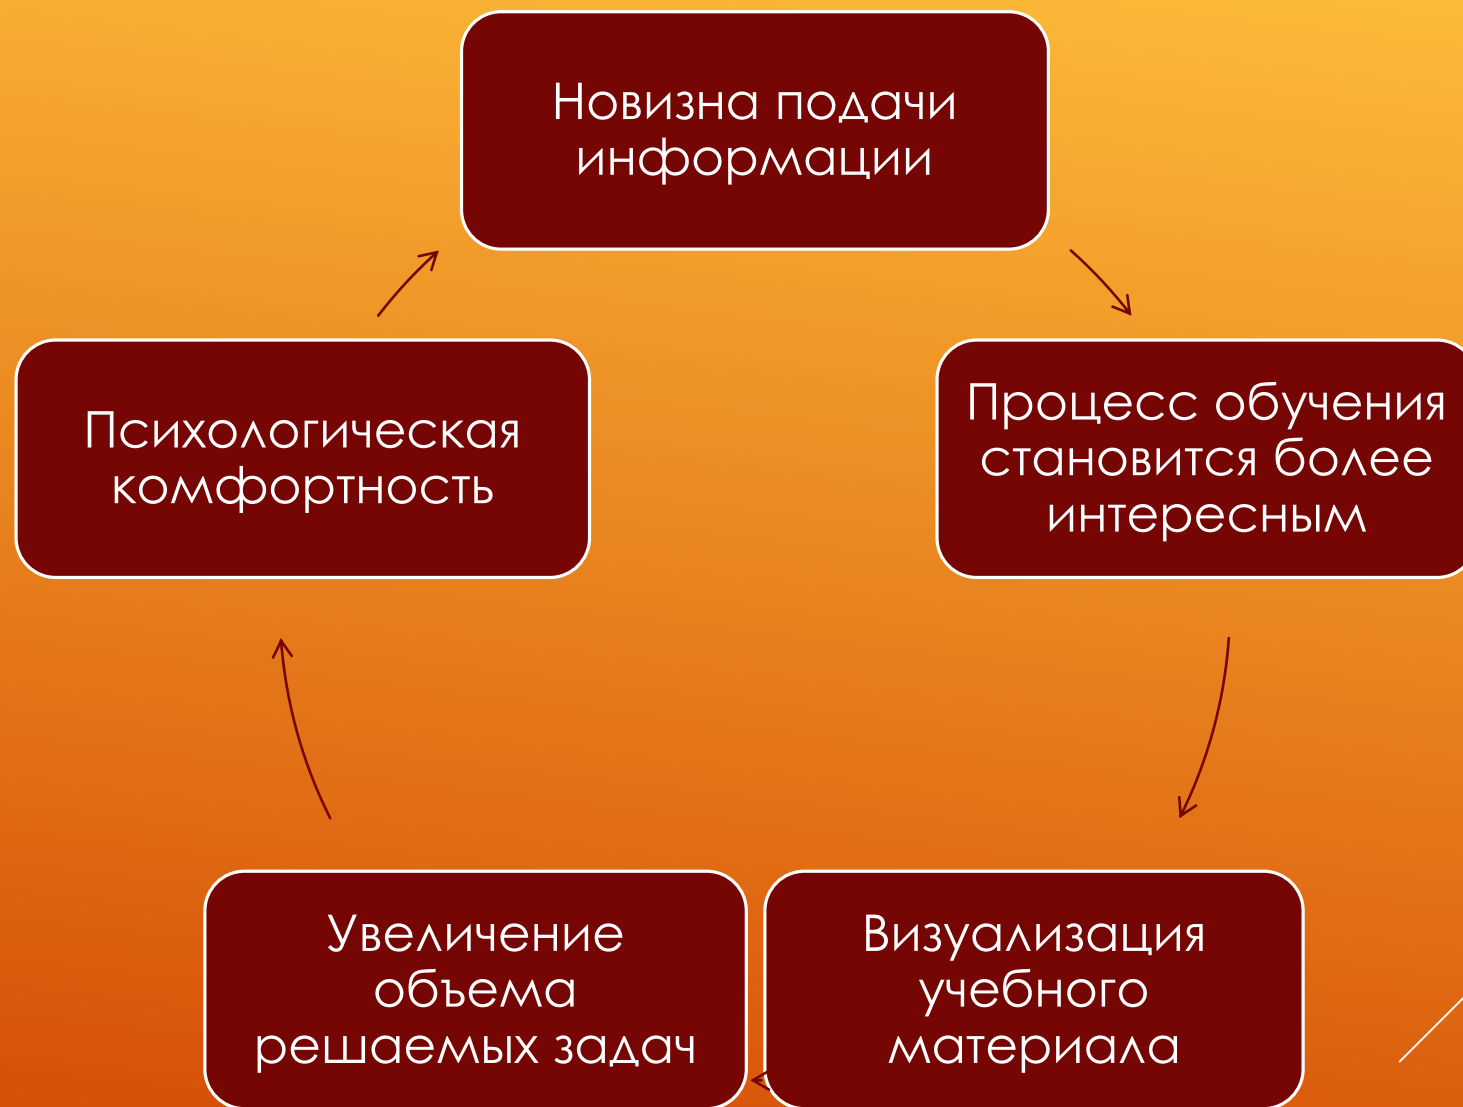 Новизна подачи
информации
Процесс обучения
становится более
интересным
Визуализация
учебного
материала
Увеличение
объема
решаемых задач
Психологическая
комфортность